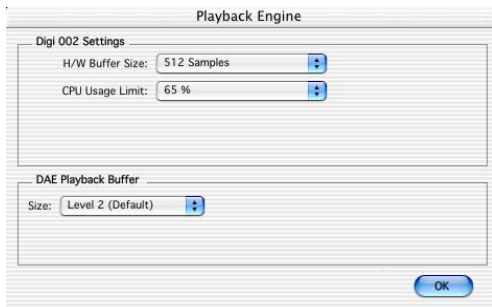 Playback Engine
Digi 002 Settings
H/W Buffer Size: 512 Samples
CPU Usage Limit: 65 %
DAE Playback Buffer
Size: Level 2 (Default)
OK